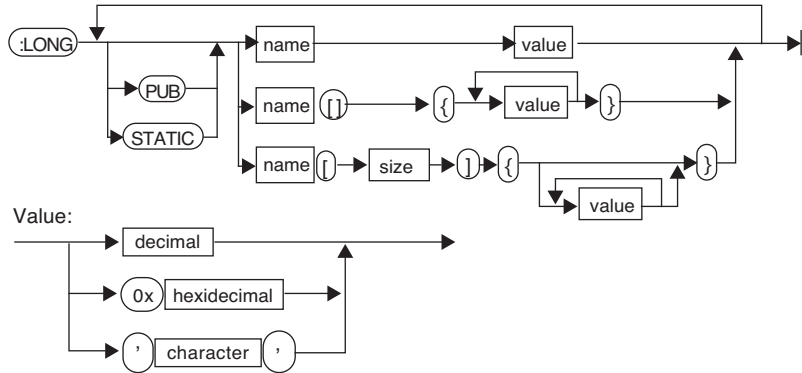 :LONG name value
PUB name [] { value }
STATIC
name [ size ] { value }
Value:
decimal
0x hexidecimal
' character '